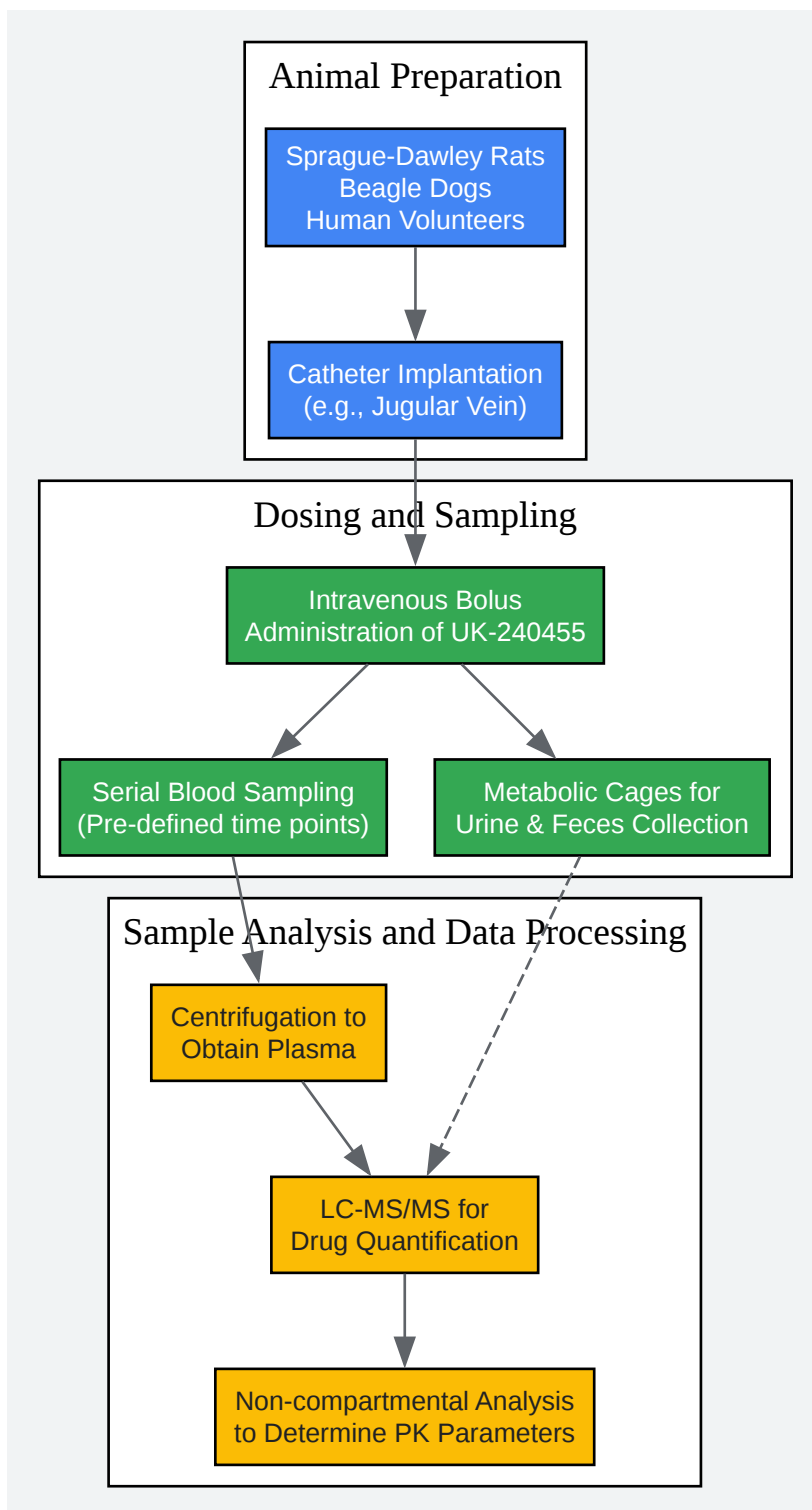 Animal Preparation
Sprague-Dawley Rats
Beagle Dogs
Human Volunteers
Catheter Implantation
(e.g., Jugular Vein)
Dosing and Sampling
Intravenous Bolus
Administration of UK-240455
Serial Blood Sampling
(Pre-defined time points)
Metabolic Cages for
Urine & Feces Collection
Sample Analysis and Data Processing
Centrifugation to
Obtain Plasma
LC-MS/MS for
Drug Quantification
Non-compartmental Analysis
to Determine PK Parameters